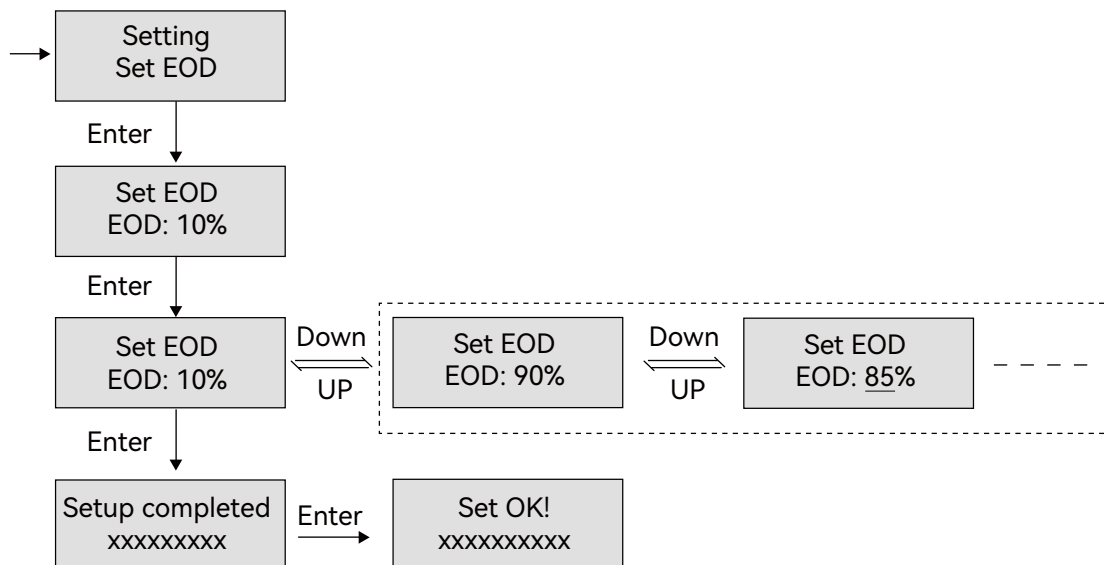 Setting
Set EOD
Enter
Set EOD
EOD: 10%
Enter
Set EOD
EOD: 10%
Down
UP
Set EOD
EOD: 90%
Down
UP
Set EOD
EOD: 85%
Enter
Setup completed
xxxxxxxxx
Enter
Set OK!
xxxxxxxxxx